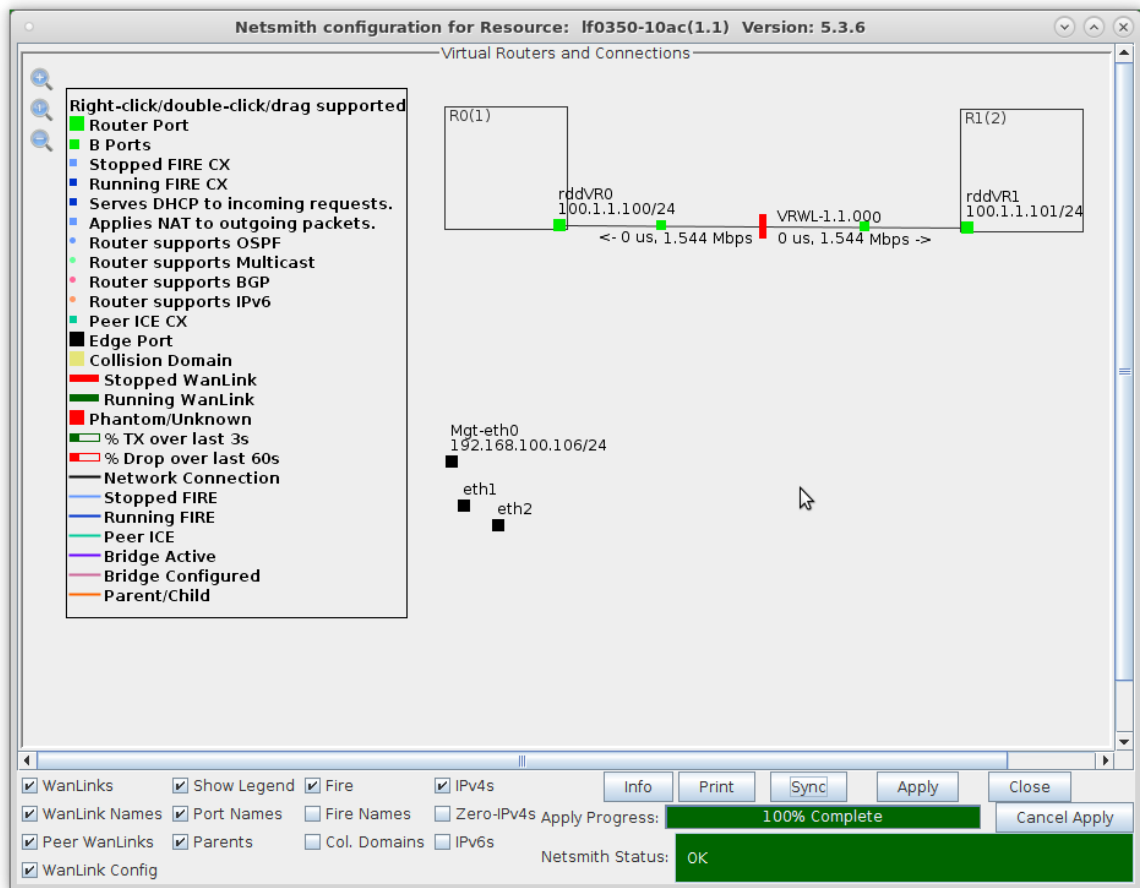 Netsmith configuration for Resource:  lf0350-10ac(1.1)  Version: 5.3.6
Virtual Routers and Connections
Right-click/double-click/drag supported
Router Port
B Ports
Stopped FIRE CX
Running FIRE CX
Serves DHCP to incoming requests.
Applies NAT to outgoing packets.
Router supports OSPF
Router supports Multicast
Router supports BGP
Router supports IPv6
Peer ICE CX
Edge Port
Collision Domain
Stopped WanLink
Running WanLink
Phantom/Unknown
% TX over last 3s
% Drop over last 60s
Network Connection
Stopped FIRE
Running FIRE
Peer ICE
Bridge Active
Bridge Configured
Parent/Child
R0(1)
rddVR0
100.1.1.100/24
<- 0 us, 1.544 Mbps
VRWL-1.1.000
0 us, 1.544 Mbps ->
R1(2)
rddVR1
100.1.1.101/24
Mgt-eth0
192.168.100.106/24
eth1
eth2
WanLinks Show Legend Fire IPv4s Info Print Sync Apply Close
WanLink Names Port Names Fire Names Zero-IPv4s Apply Progress: 100% Complete Cancel Apply
Peer WanLinks Parents Col. Domains IPv6s
Netsmith Status: OK
WanLink Config